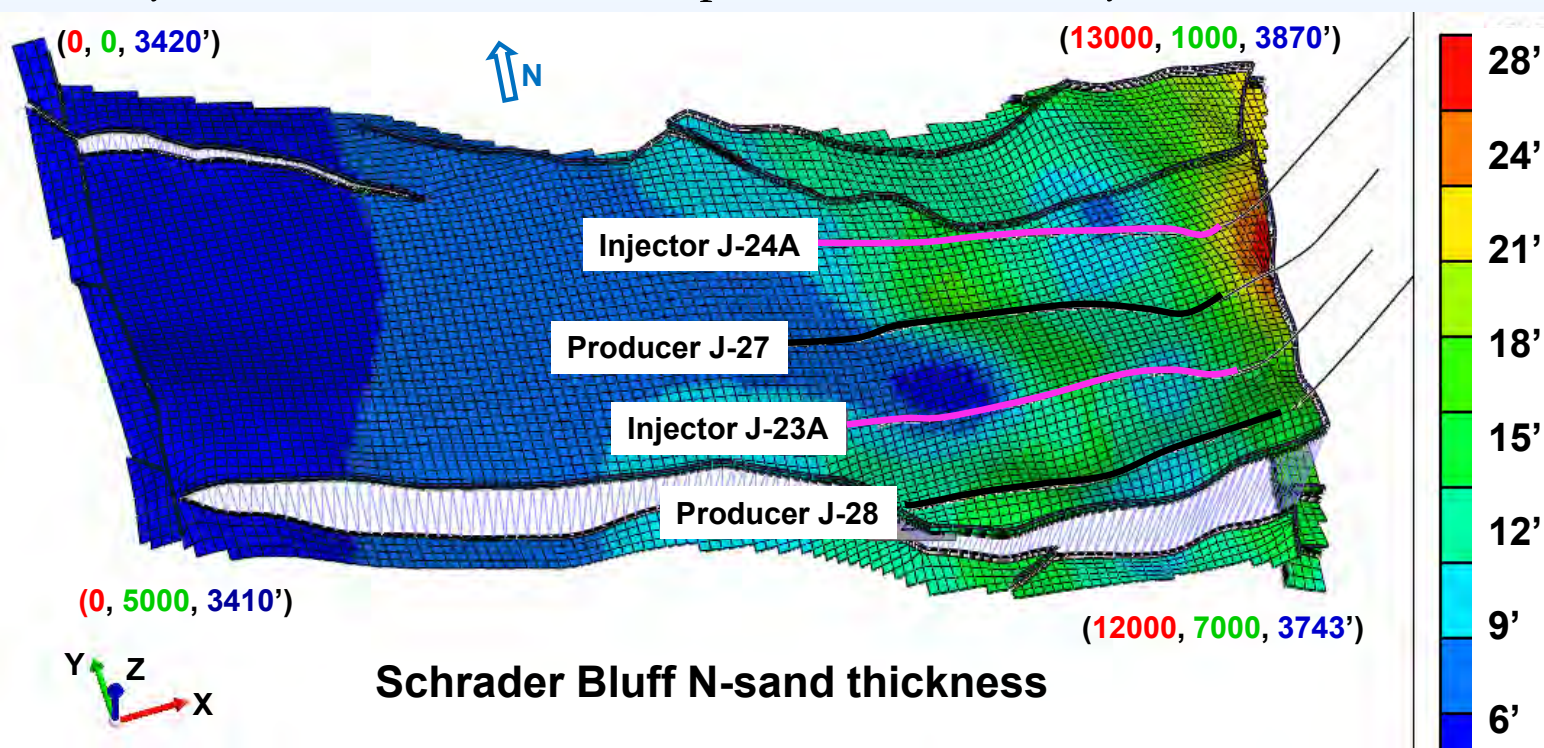 (0, 0, 3420’)
(13000, 1000, 3870’)
N
28’
24’
21’
18’
15’
12’
9’
6’
Injector J-24A
Producer J-27
Injector J-23A
Producer J-28
(0, 5000, 3410’)
(12000, 7000, 3743’)
Y
Z
X
Schrader Bluff N-sand thickness